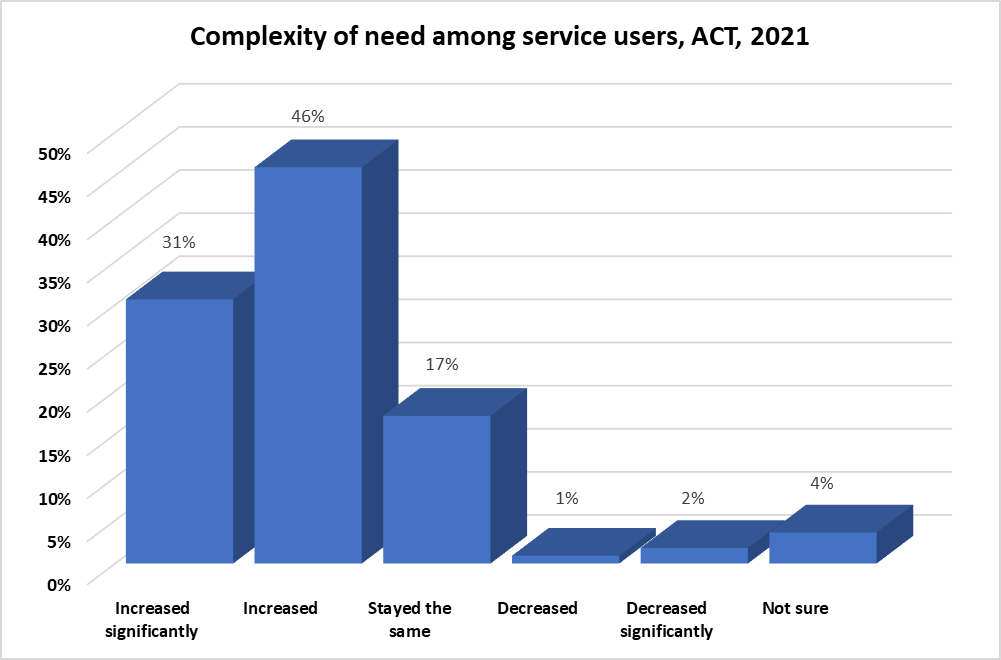 Complexity of need among service users, ACT, 2021
50%
45%
40%
35%
30%
25%
20%
15%
10%
5%
0%
31%
46%
17%
1%
2%
4%
Increased
significantly
Increased
Stayed the
same
Decreased
Decreased
significantly
Not sure